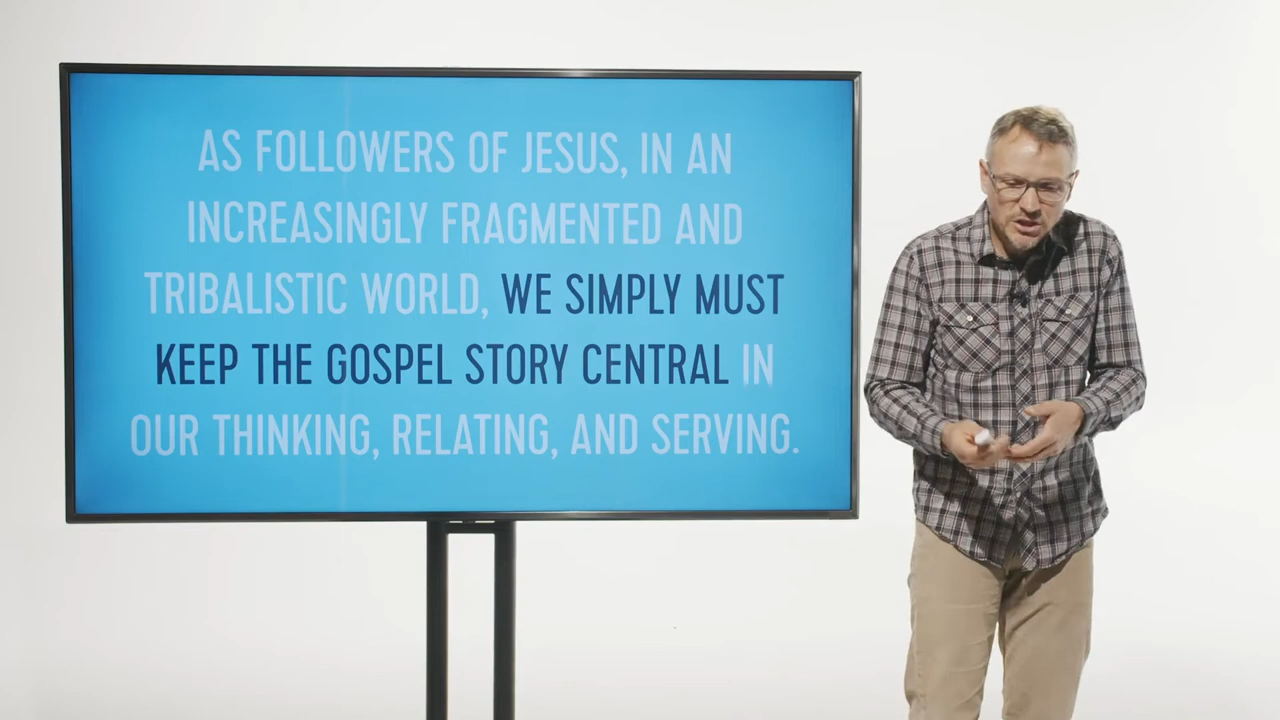 AS FOLLOWERS OF JESUS, IN AN
INCREASINGLY FRAGMENTED AND
TRIBALISTIC WORLD, WE SIMPLY MUST
KEEP THE GOSPEL STORY CENTRAL IN
OUR THINKING, RELATING, AND SERVING.